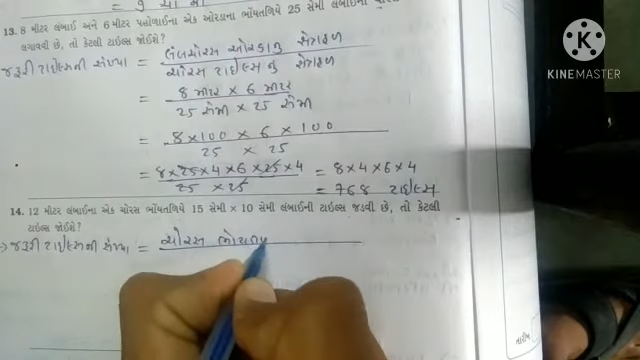 = 9 
13. 8 મીટર લંબાઈ અને 6 મીટર પહોળાઈના એક ઓરડાના ભોંયતળિયે 25 સેમી લંબાઈની
લગાવવી છે, તો કેટલી ટાઇલ્સ જોઈશે?
જરૂરી ટાઇલ્સની સંખ્યા = લંબચોરસ ઓરડાનું ક્ષેત્રફળ
ચોરસ ટાઇલ્સનું ક્ષેત્રફળ
= 8 મીટર × 6 મીટર
25 સેમી × 25 સેમી
= 8 × 100 × 6 × 100
25 × 25
= 8 × 25 × 4 × 6 × 25 × 4 = 8 × 4 × 6 × 4
25 × 25 = 768 ટાઇલ્સ
14. 12 મીટર લંબાઈના એક ચોરસ ભોંયતળિયે 15 સેમી × 10 સેમી લંબાઈની ટાઇલ્સ જડવી છે, તો કેટલી
ટાઇલ્સ જોઈશે?
→ જરૂરી ટાઇલ્સની સંખ્યા = ચોરસ
તારીખ
KINEMASTER